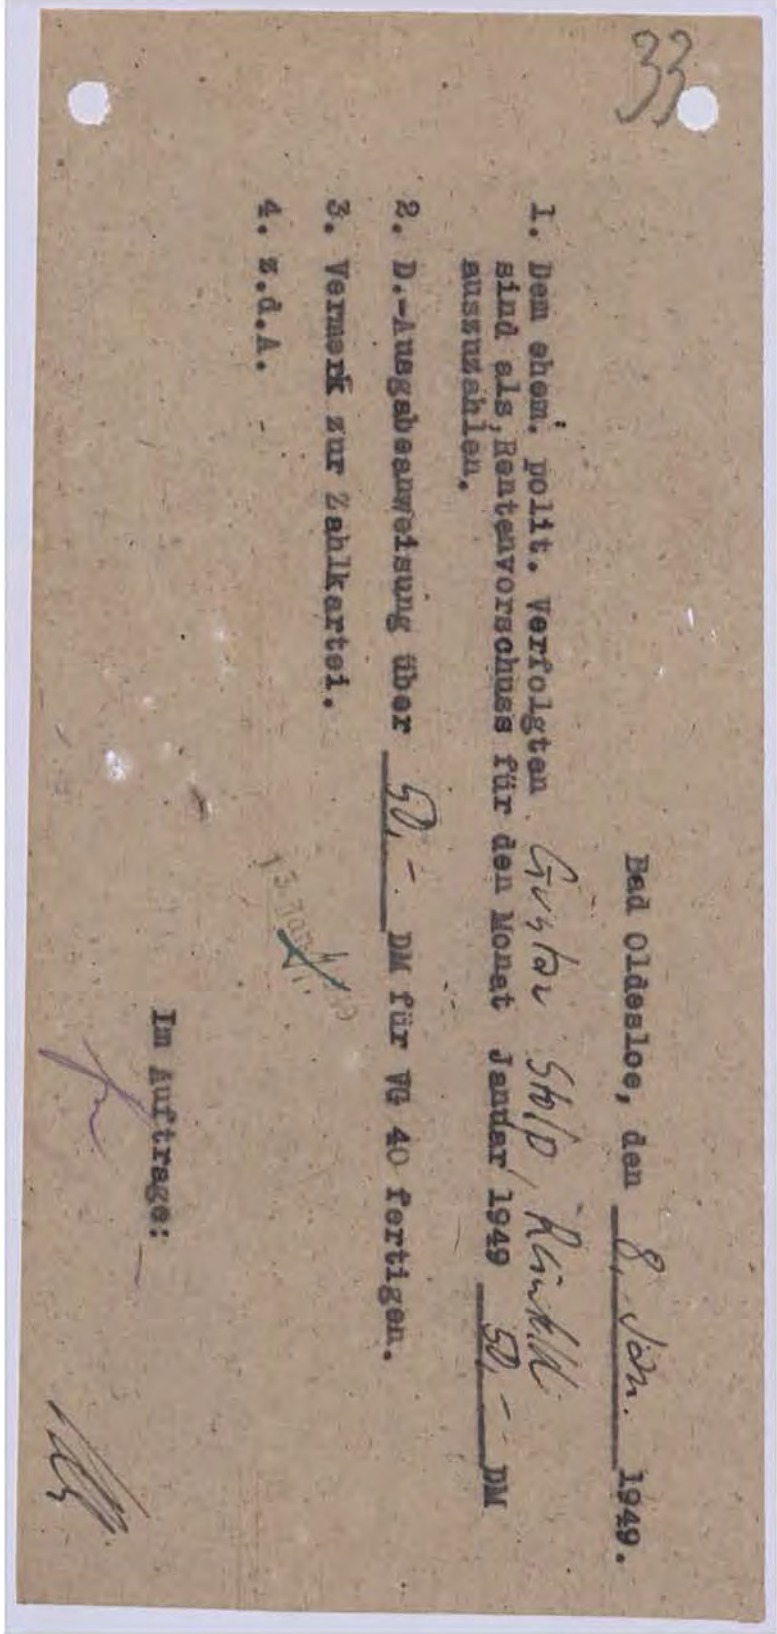 33
Bad Oldesloe, den 8. Jan. 1949.
1. Dem ehem. polit. Verfolgten Gustav Stolp, Reinfeld
sind als Rentenvorschuss für den Monat Januar 1949 50,- DM
auszuzahlen.
2. D.-Ausgabeanweisung über 50,- DM für VG 40 fertigen.
3. Vermerk zur Zahlkartei.
4. z.d.A.
13. Jan.
Im Auftrage: